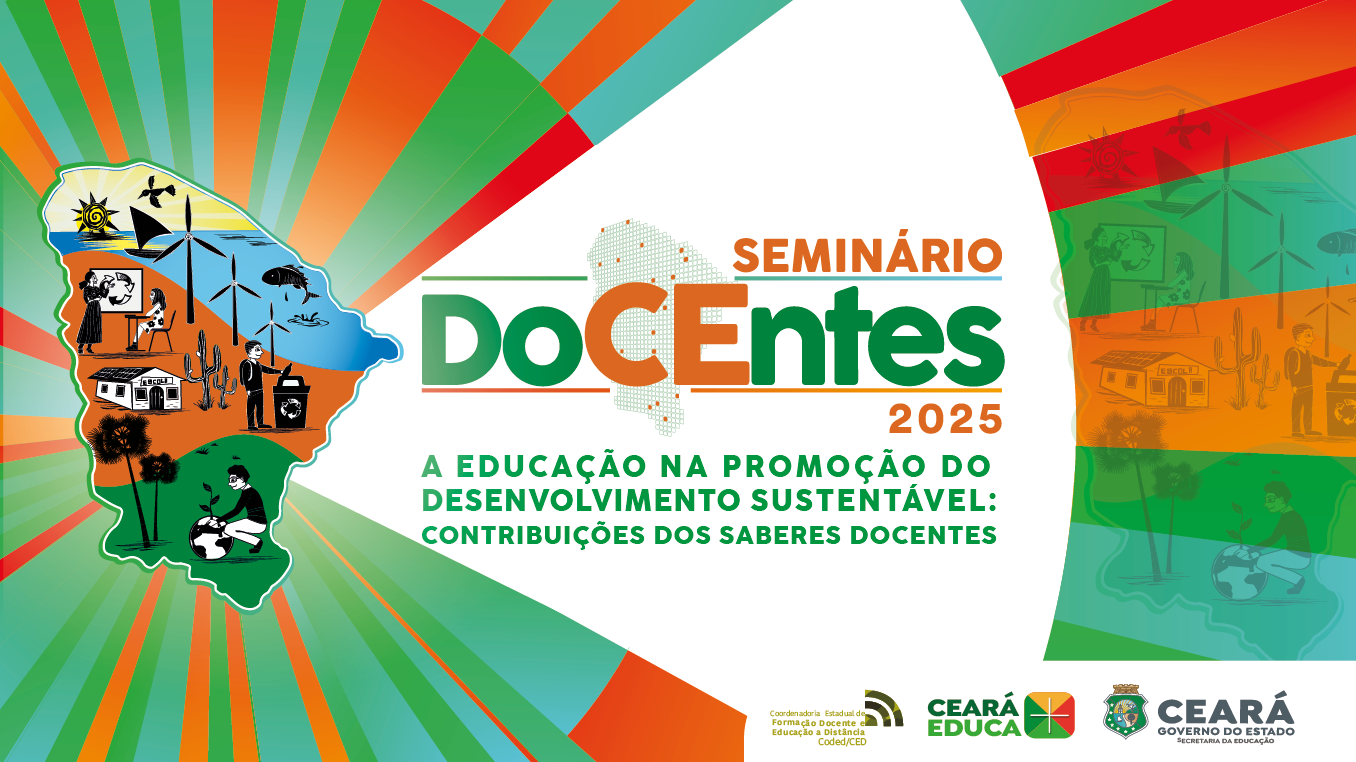 SEMINÁRIO
DoCEntes
2025
A EDUCAÇÃO NA PROMOÇÃO DO
DESENVOLVIMENTO SUSTENTÁVEL:
CONTRIBUIÇÕES DOS SABERES DOCENTES
ESCOLA
ESCOLA
Coordenadoria Estadual de
Formação Docente e
Educação a Distância
Coded/CED
CEARÁ
EDUCA
CEARÁ
GOVERNO DO ESTADO
SECRETARIA DA EDUCAÇÃO